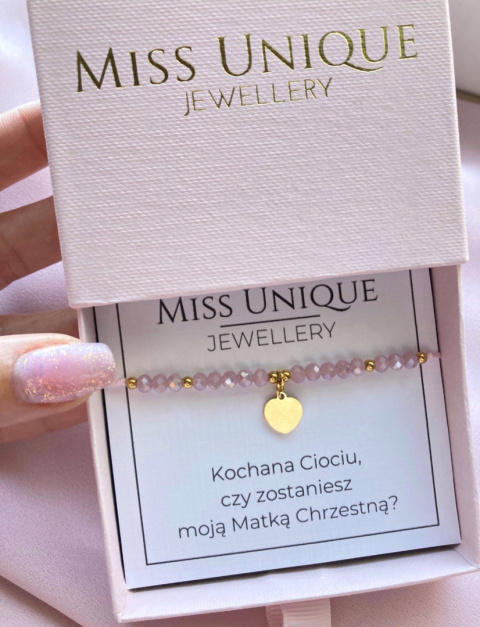 MISS UNIQUE
JEWELLERY
MISS UNIQUE
JEWELLERY
Kochana Ciociu,
czy zostaniesz
moją Matką Chrzestną?